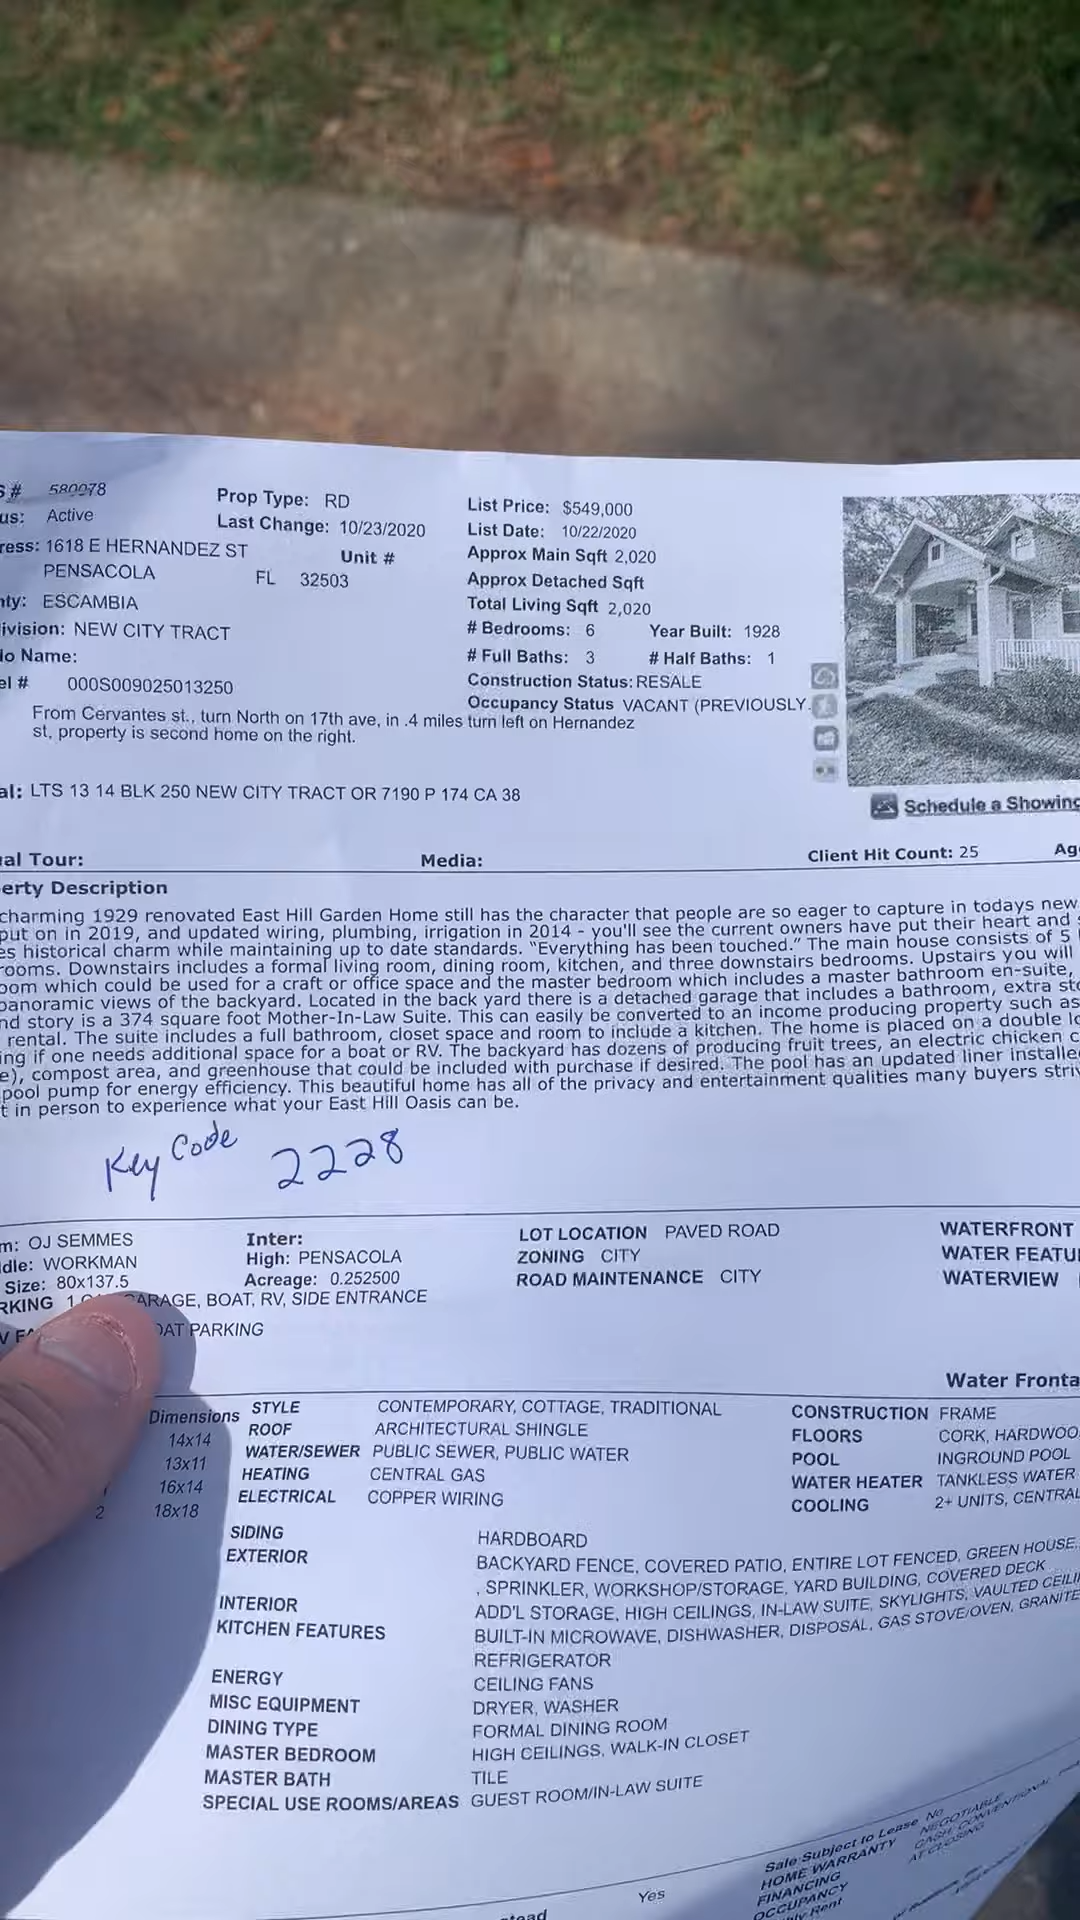 S # 580078 Prop Type: RD List Price: $549,000
us: Active Last Change: 10/23/2020 List Date: 10/22/2020
ress: 1618 E HERNANDEZ ST Unit # Approx Main Sqft 2,020
PENSACOLA FL 32503 Approx Detached Sqft
nty: ESCAMBIA Total Living Sqft 2,020
ivision: NEW CITY TRACT # Bedrooms: 6 Year Built: 1928
o Name: # Full Baths: 3 # Half Baths: 1
el # 000S009025013250 Construction Status: RESALE
Occupancy Status VACANT (PREVIOUSLY
From Cervantes st., turn North on 17th ave, in .4 miles turn left on Hernandez
st, property is second home on the right.
al: LTS 13 14 BLK 250 NEW CITY TRACT OR 7190 P 174 CA 38
Schedule a Showing
ual Tour: Media: Client Hit Count: 25 Ag
erty Description
charming 1929 renovated East Hill Garden Home still has the character that people are so eager to capture in todays new
put on in 2019, and updated wiring, plumbing, irrigation in 2014 - you'll see the current owners have put their heart and
es historical charm while maintaining up to date standards. "Everything has been touched." The main house consists of 5
rooms. Downstairs includes a formal living room, dining room, kitchen, and three downstairs bedrooms. Upstairs you will
oom which could be used for a craft or office space and the master bedroom which includes a master bathroom en-suite,
panoramic views of the backyard. Located in the back yard there is a detached garage that includes a bathroom, extra sto
nd story is a 374 square foot Mother-In-Law Suite. This can easily be converted to an income producing property such as
rental. The suite includes a full bathroom, closet space and room to include a kitchen. The home is placed on a double lo
ing if one needs additional space for a boat or RV. The backyard has dozens of producing fruit trees, an electric chicken c
e), compost area, and greenhouse that could be included with purchase if desired. The pool has an updated liner installe
pool pump for energy efficiency. This beautiful home has all of the privacy and entertainment qualities many buyers striv
t in person to experience what your East Hill Oasis can be.
Key Code 2228
m: OJ SEMMES Inter: LOT LOCATION PAVED ROAD WATERFRONT
ddle: WORKMAN High: PENSACOLA ZONING CITY WATER FEATU
Size: 80x137.5 Acreage: 0.252500 ROAD MAINTENANCE CITY WATERVIEW
RKING GARAGE, BOAT, RV, SIDE ENTRANCE
OAT PARKING
Water Fronta
Dimensions STYLE CONTEMPORARY, COTTAGE, TRADITIONAL CONSTRUCTION FRAME
14x14 ROOF ARCHITECTURAL SHINGLE FLOORS CORK, HARDWOO
13x11 WATER/SEWER PUBLIC SEWER, PUBLIC WATER POOL INGROUND POOL
16x14 HEATING CENTRAL GAS WATER HEATER TANKLESS WATER
2 18x18 ELECTRICAL COPPER WIRING COOLING 2+ UNITS, CENTRAL
SIDING HARDBOARD
EXTERIOR BACKYARD FENCE, COVERED PATIO, ENTIRE LOT FENCED, GREEN HOUSE,
, SPRINKLER, WORKSHOP/STORAGE, YARD BUILDING, COVERED DECK
INTERIOR ADD'L STORAGE, HIGH CEILINGS, IN-LAW SUITE, SKYLIGHTS, VAULTED CEILI
KITCHEN FEATURES BUILT-IN MICROWAVE, DISHWASHER, DISPOSAL, GAS STOVE/OVEN, GRANITE
REFRIGERATOR
ENERGY CEILING FANS
MISC EQUIPMENT DRYER, WASHER
DINING TYPE FORMAL DINING ROOM
MASTER BEDROOM HIGH CEILINGS, WALK-IN CLOSET
MASTER BATH TILE
SPECIAL USE ROOMS/AREAS GUEST ROOM/IN-LAW SUITE
Sale Subject to Lease No
HOME WARRANTY NEGOTIABLE
FINANCING CASH, CONVENTIONAL
OCCUPANCY AT CLOSING
Yes
stead
hly Rent